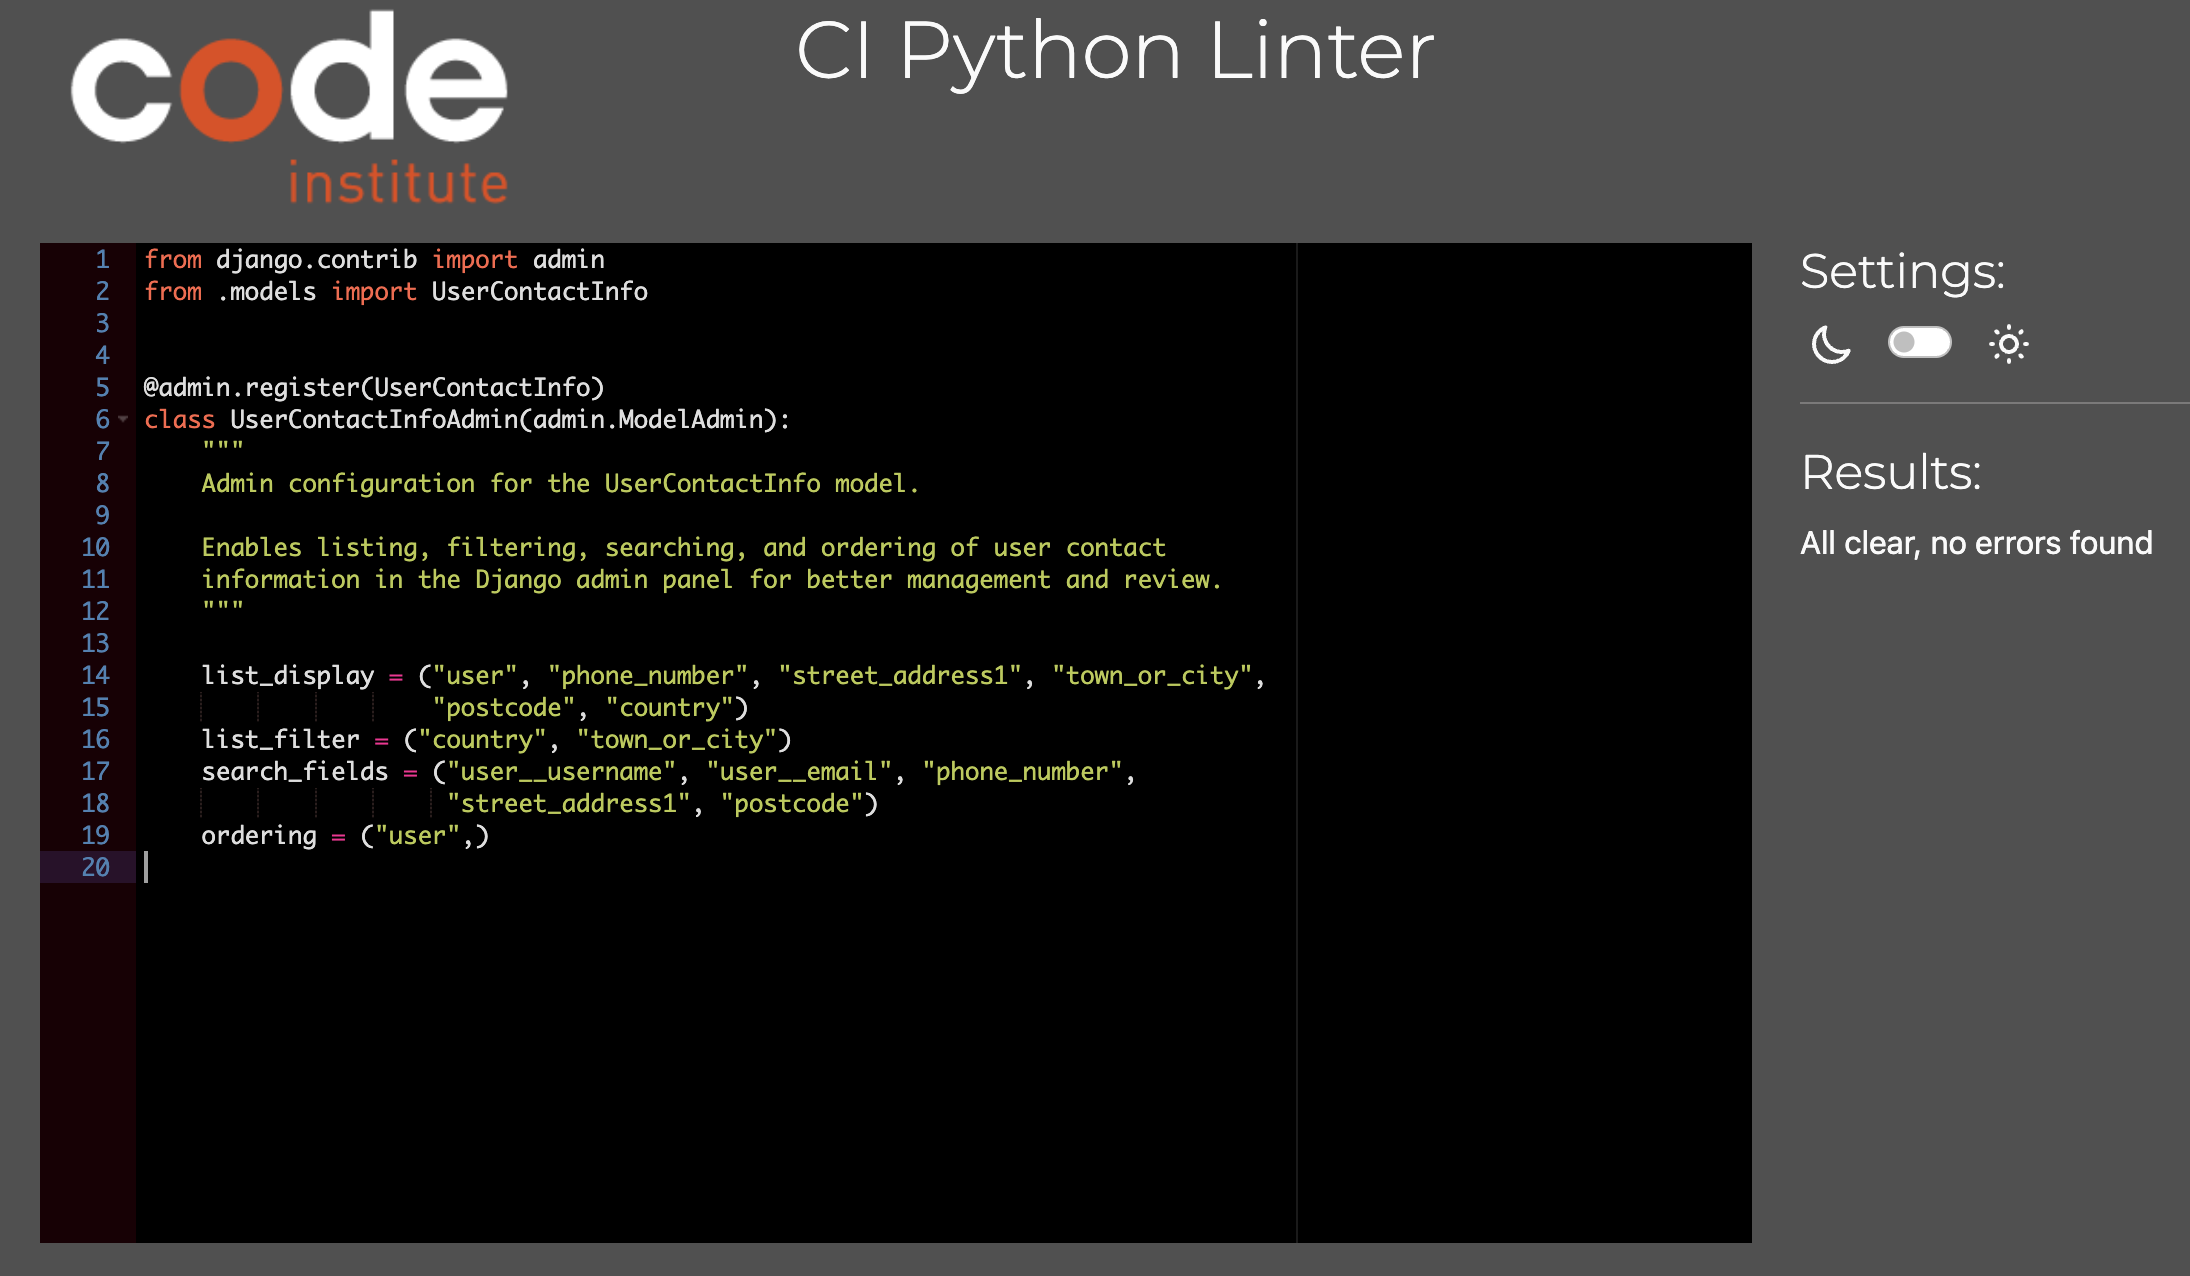 code
institute
CI Python Linter
1 from django.contrib import admin
2 from .models import UserContactInfo
3
4
5 @admin.register(UserContactInfo)
6 class UserContactInfoAdmin(admin.ModelAdmin):
7     """
8     Admin configuration for the UserContactInfo model.
9
10     Enables listing, filtering, searching, and ordering of user contact
11     information in the Django admin panel for better management and review.
12     """
13
14     list_display = ("user", "phone_number", "street_address1", "town_or_city",
15                     "postcode", "country")
16     list_filter = ("country", "town_or_city")
17     search_fields = ("user__username", "user__email", "phone_number",
18                      "street_address1", "postcode")
19     ordering = ("user",)
20
Settings:
Results:
All clear, no errors found